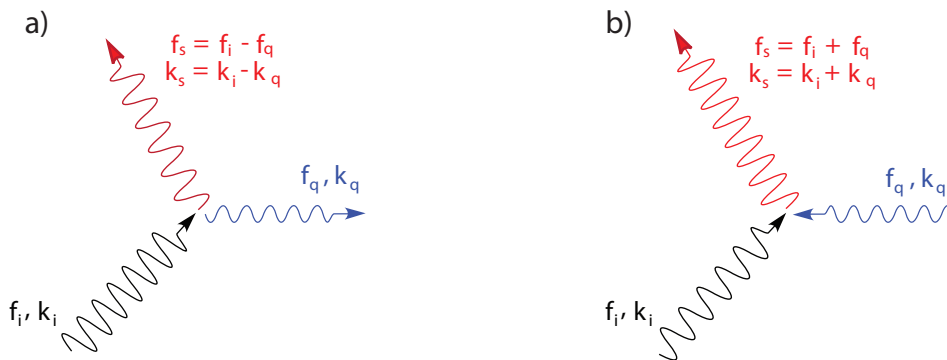 a)
f_s = f_i - f_q
k_s = k_i - k_q
f_q, k_q
f_i, k_i
b)
f_s = f_i + f_q
k_s = k_i + k_q
f_q, k_q
f_i, k_i